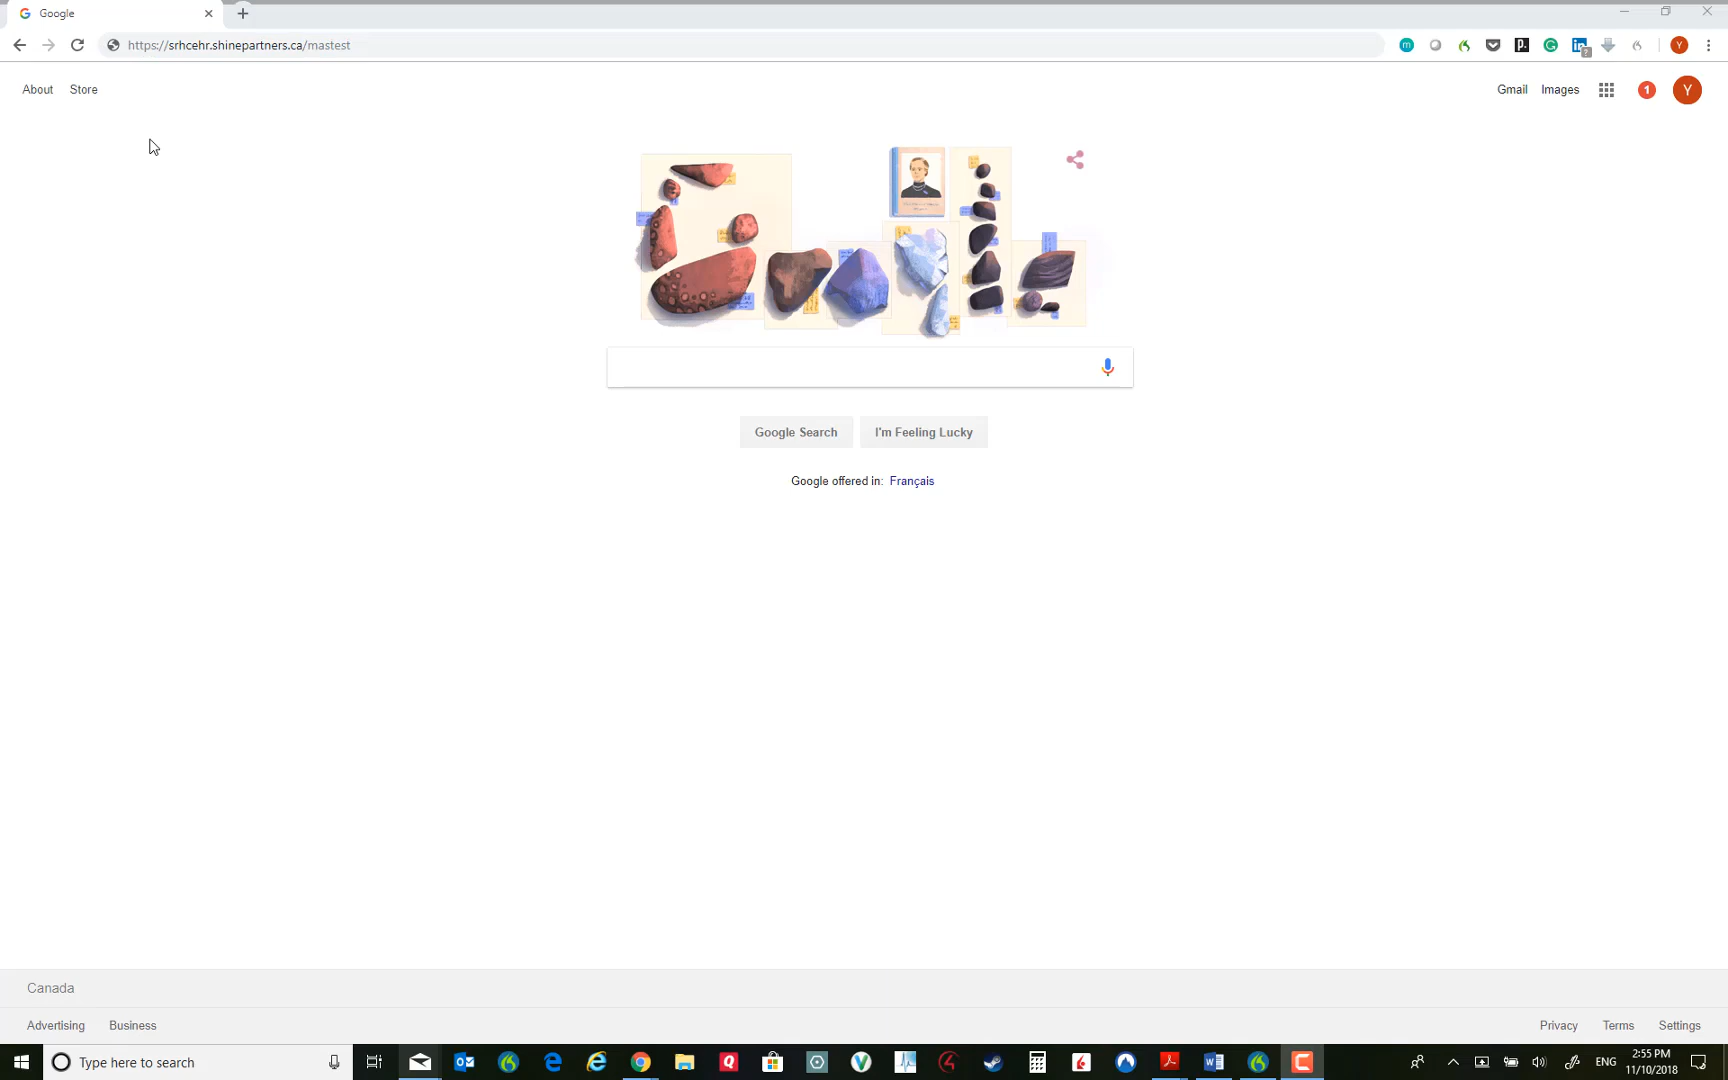 Google
https://srhcehr.shinepartners.ca/mastest
About Store
Gmail Images 1 Y
Google Search I'm Feeling Lucky
Google offered in: Français
Canada
Advertising Business
Privacy Terms Settings
Type here to search
ENG
2:55 PM
11/10/2018